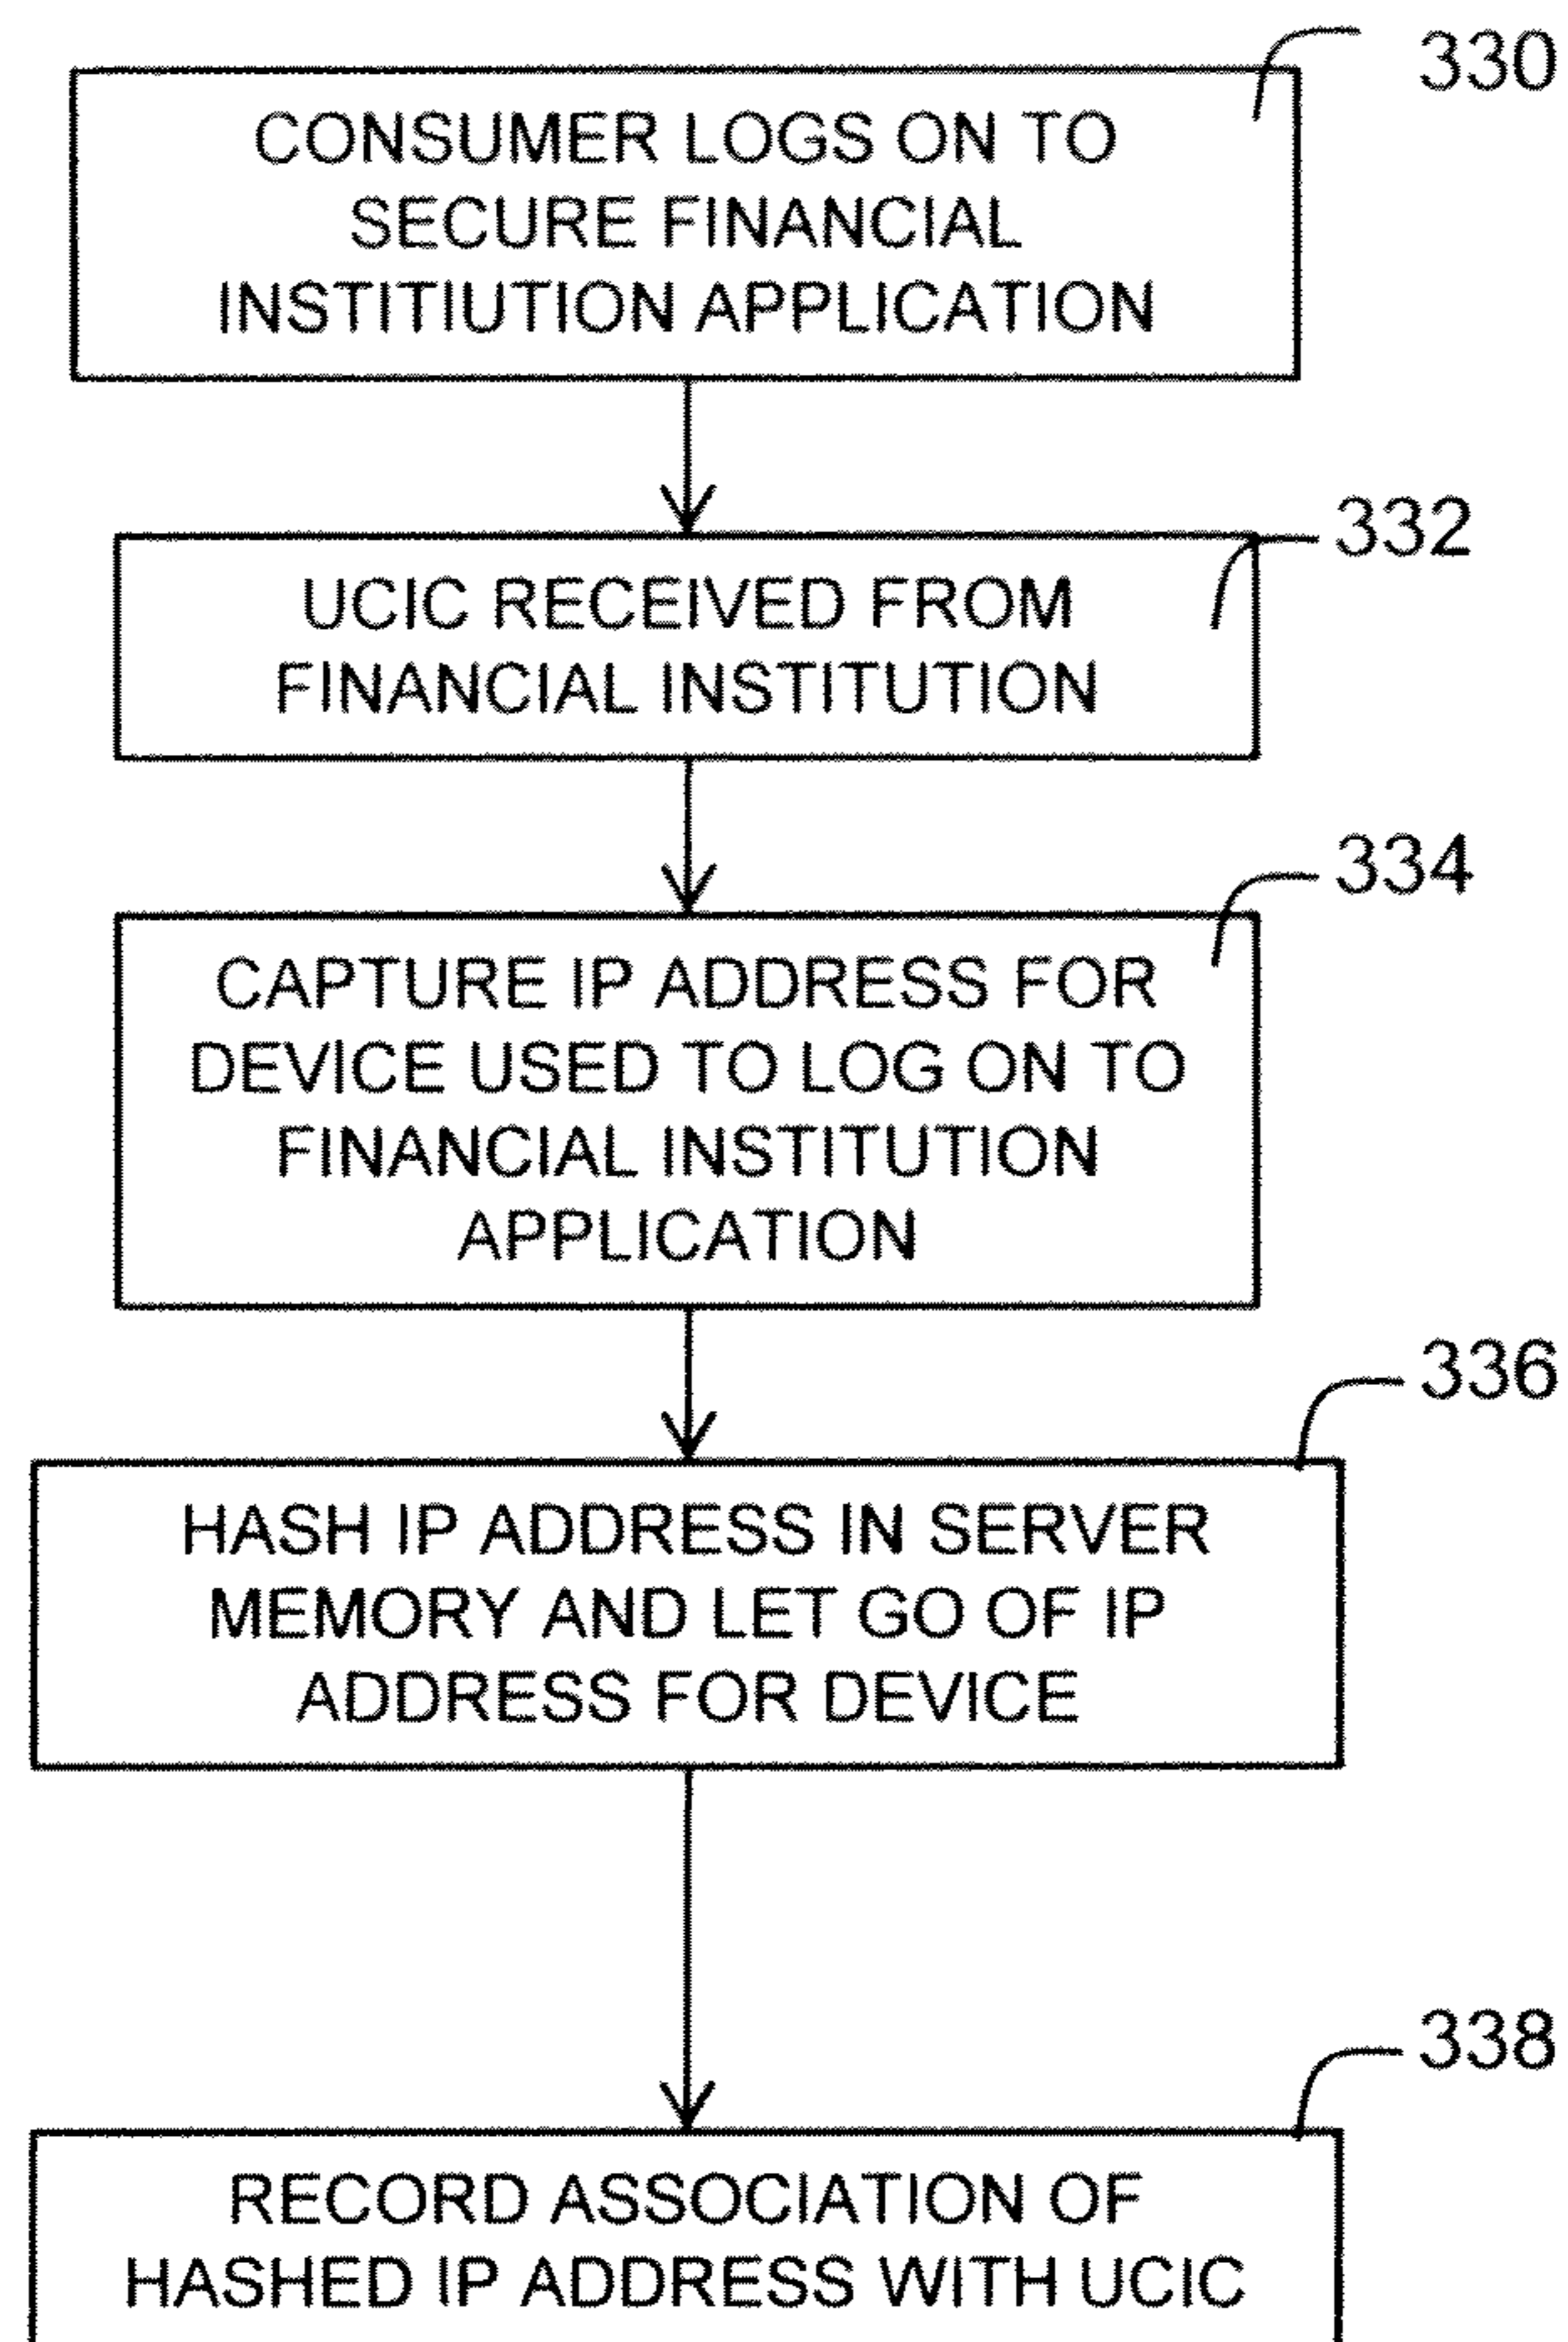 330
CONSUMER LOGS ON TO
SECURE FINANCIAL
INSTITIUTION APPLICATION
332
UCIC RECEIVED FROM
FINANCIAL INSTITUTION
334
CAPTURE IP ADDRESS FOR
DEVICE USED TO LOG ON TO
FINANCIAL INSTITUTION
APPLICATION
336
HASH IP ADDRESS IN SERVER
MEMORY AND LET GO OF IP
ADDRESS FOR DEVICE
338
RECORD ASSOCIATION OF
HASHED IP ADDRESS WITH UCIC